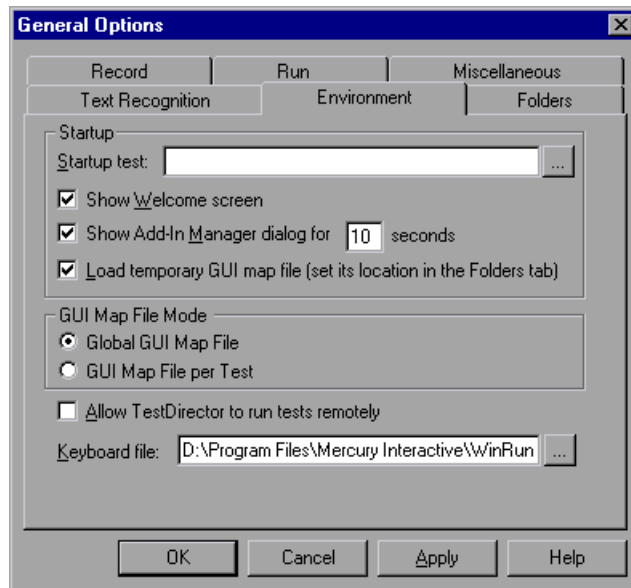 General Options
Record Run Miscellaneous
Text Recognition Environment Folders
Startup
Startup test: ...
Show Welcome screen
Show Add-In Manager dialog for 10 seconds
Load temporary GUI map file (set its location in the Folders tab)
GUI Map File Mode
Global GUI Map File
GUI Map File per Test
Allow TestDirector to run tests remotely
Keyboard file: D:\Program Files\Mercury Interactive\WinRun ...
OK Cancel Apply Help